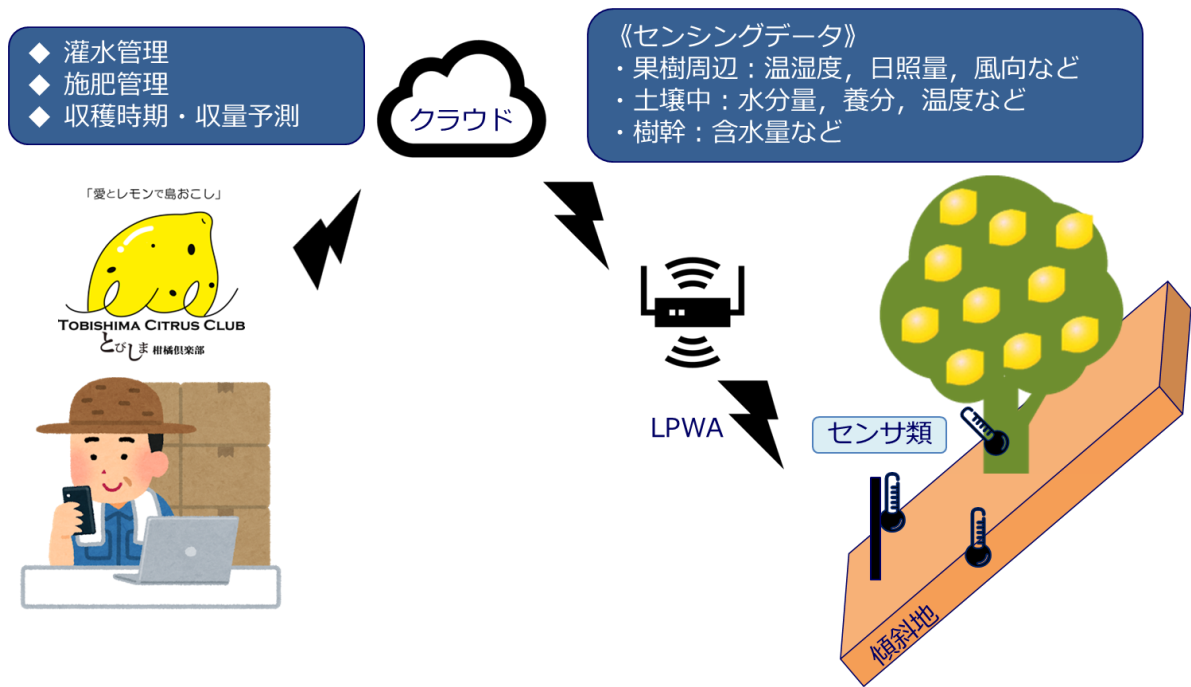 ◆ 灌水管理
◆ 施肥管理
◆ 収穫時期・収量予測
クラウド
《センシングデータ》
・果樹周辺：温湿度，日照量，風向など
・土壌中：水分量，養分，温度など
・樹幹：含水量など
「愛とレモンで島おこし」
TOBISHIMA CITRUS CLUB
とびしま 柑橘倶楽部
LPWA
センサ類
傾斜地